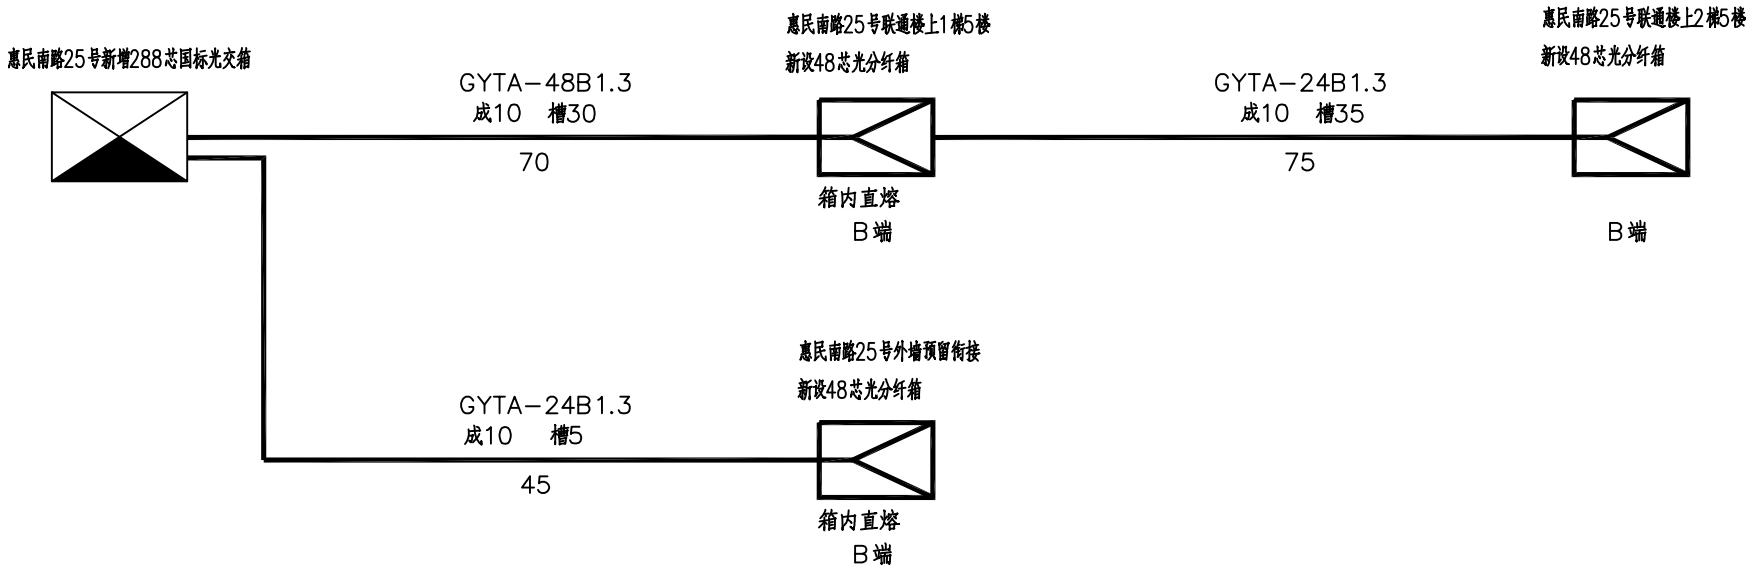 惠民南路25号新增288芯国标光交箱
惠民南路25号联通楼上1梯5楼
新设48芯光分纤箱
惠民南路25号联通楼上2梯5楼
新设48芯光分纤箱
GYTA-48B1.3
成10 槽30
70
GYTA-24B1.3
成10 槽35
75
箱内直熔
B端
B端
惠民南路25号外墙预留衔接
新设48芯光分纤箱
GYTA-24B1.3
成10 槽5
45
箱内直熔
B端